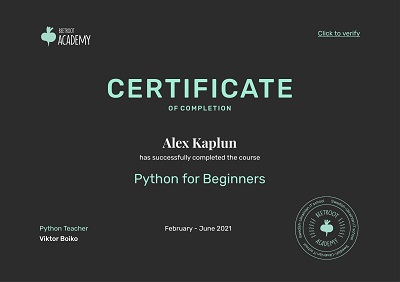 BEETROOT
ACADEMY
Click to verify
CERTIFICATE
OF COMPLETION
Alex Kaplun
has successfully completed the course
Python for Beginners
Python Teacher
Viktor Boiko
February - June 2021
BEETROOT
ACADEMY